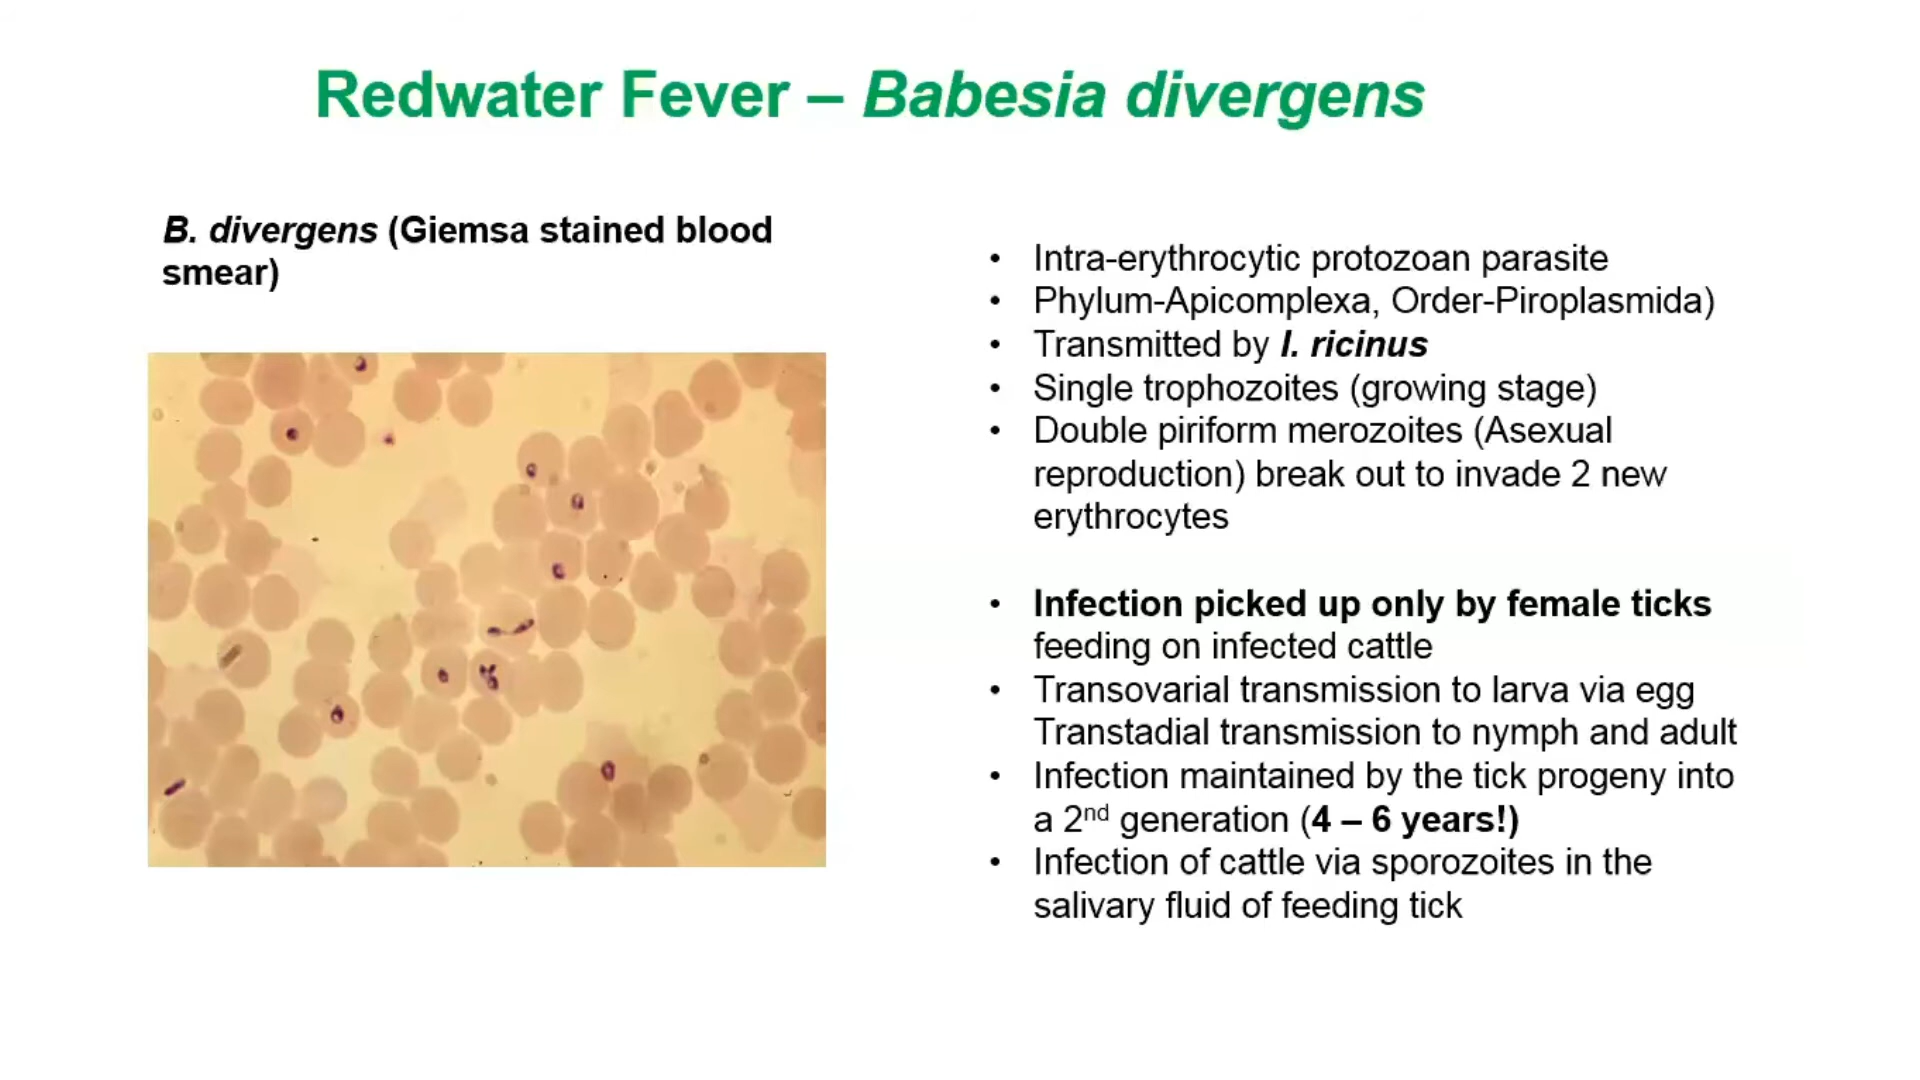 Redwater Fever – Babesia divergens
B. divergens (Giemsa stained blood
smear)
• Intra-erythrocytic protozoan parasite
• Phylum-Apicomplexa, Order-Piroplasmida)
• Transmitted by I. ricinus
• Single trophozoites (growing stage)
• Double piriform merozoites (Asexual
reproduction) break out to invade 2 new
erythrocytes
• Infection picked up only by female ticks
feeding on infected cattle
• Transovarial transmission to larva via egg
Transtadial transmission to nymph and adult
• Infection maintained by the tick progeny into
a 2nd generation (4 – 6 years!)
• Infection of cattle via sporozoites in the
salivary fluid of feeding tick